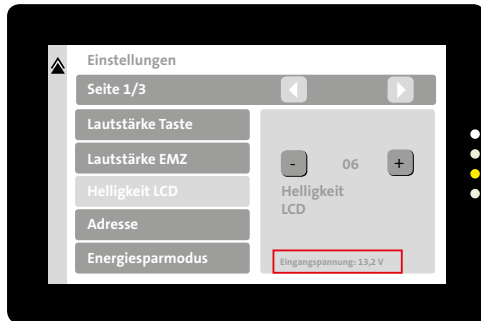 Einstellungen
Seite 1/3
Lautstärke Taste
Lautstärke EMZ
Helligkeit LCD
Adresse
Energiesparmodus
- 06 +
Helligkeit
LCD
Eingangspannung: 13,2 V